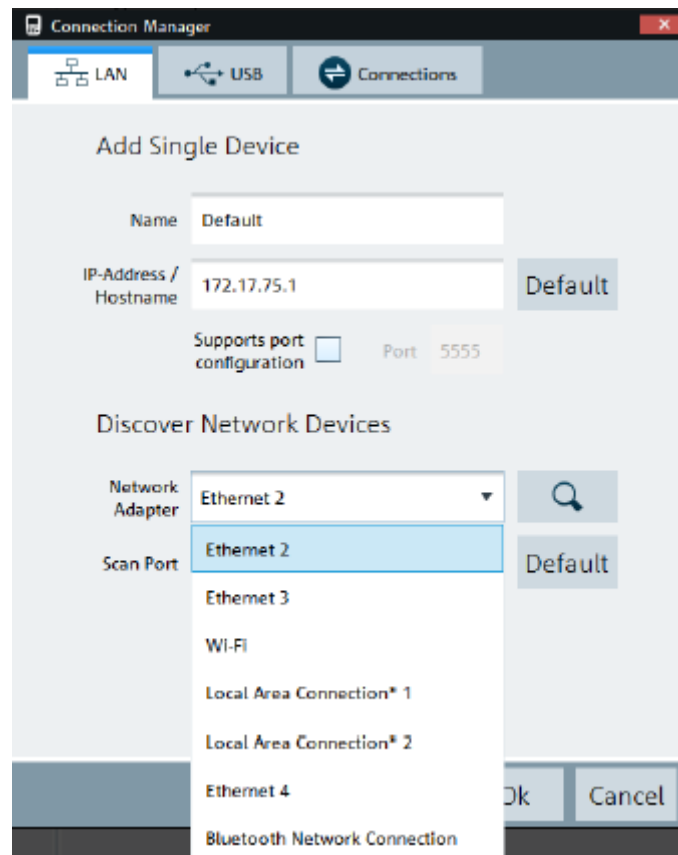 Connection Manager
LAN
USB
Connections
Add Single Device
Name
Default
IP-Address /
Hostname
172.17.75.1
Default
Supports port
configuration
Port
5555
Discover Network Devices
Network
Adapter
Ethernet 2
Ethernet 2
Scan Port
Default
Ethernet 3
Wi-Fi
Local Area Connection* 1
Local Area Connection* 2
Ethernet 4
Ok
Cancel
Bluetooth Network Connection